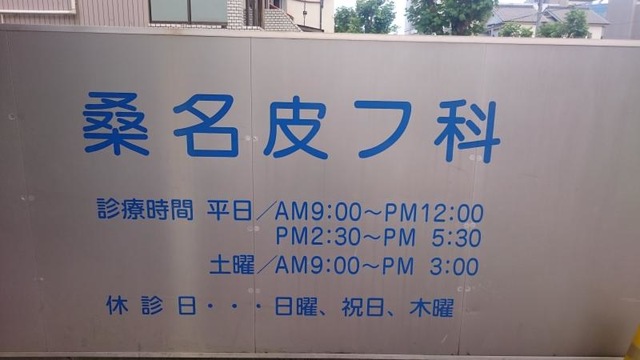 桑名皮フ科
診療時間 平日／AM9:00～PM12:00
PM2:30～PM 5:30
土曜／AM9:00～PM 3:00
休診日・・・日曜、祝日、木曜